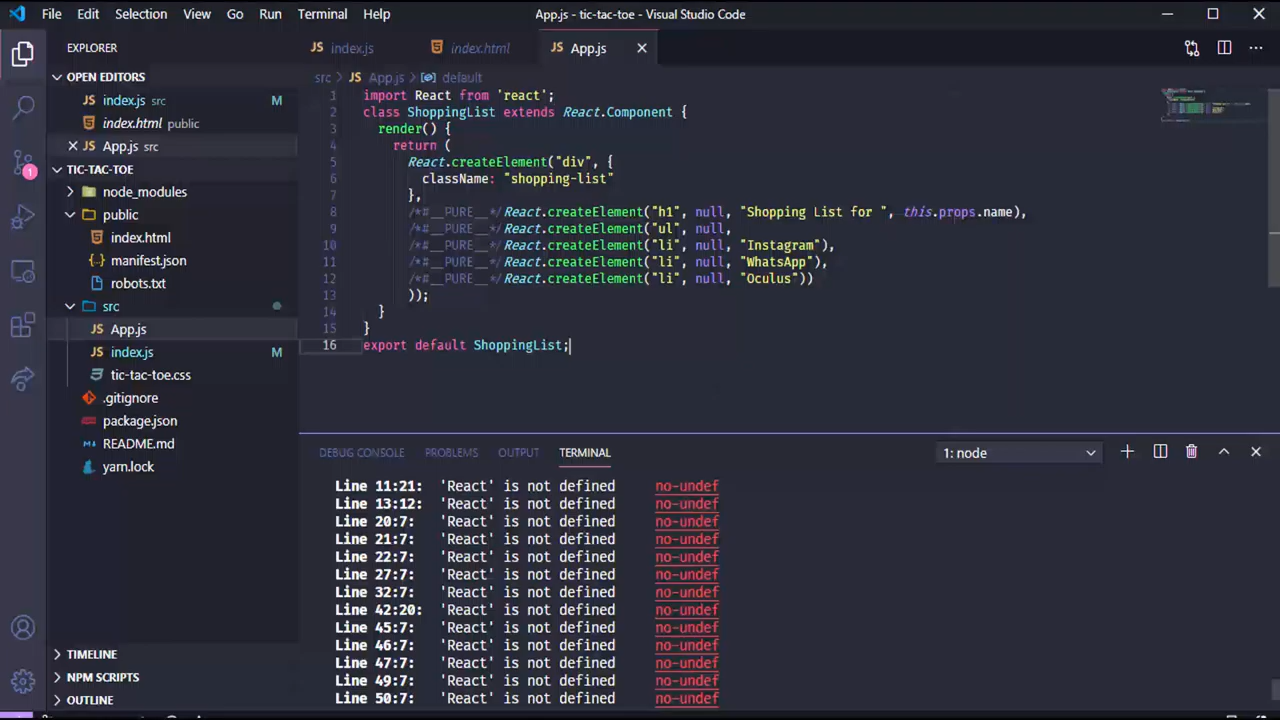 File Edit Selection View Go Run Terminal Help App.js - tic-tac-toe - Visual Studio Code
EXPLORER
JS index.js
index.html
JS App.js
OPEN EDITORS
JS index.js src M
index.html public
JS App.js src
TIC-TAC-TOE
node_modules
public
index.html
manifest.json
robots.txt
src
JS App.js
JS index.js M
tic-tac-toe.css
.gitignore
package.json
README.md
yarn.lock
TIMELINE
NPM SCRIPTS
OUTLINE
1
src > JS App.js > default
1 import React from 'react';
2 class ShoppingList extends React.Component {
3 render() {
4 return (
5 React.createElement("div", {
6 className: "shopping-list"
7 },
8 /*#__PURE__*/React.createElement("h1", null, "Shopping List for ", this.props.name),
9 /*#__PURE__*/React.createElement("ul", null,
10 /*#__PURE__*/React.createElement("li", null, "Instagram"),
11 /*#__PURE__*/React.createElement("li", null, "WhatsApp"),
12 /*#__PURE__*/React.createElement("li", null, "Oculus"))
13 ));
14 }
15 }
16 export default ShoppingList;
DEBUG CONSOLE PROBLEMS OUTPUT TERMINAL 1: node
Line 11:21: 'React' is not defined no-undef
Line 13:12: 'React' is not defined no-undef
Line 20:7: 'React' is not defined no-undef
Line 21:7: 'React' is not defined no-undef
Line 22:7: 'React' is not defined no-undef
Line 27:7: 'React' is not defined no-undef
Line 32:7: 'React' is not defined no-undef
Line 42:20: 'React' is not defined no-undef
Line 45:7: 'React' is not defined no-undef
Line 46:7: 'React' is not defined no-undef
Line 47:7: 'React' is not defined no-undef
Line 49:7: 'React' is not defined no-undef
Line 50:7: 'React' is not defined no-undef